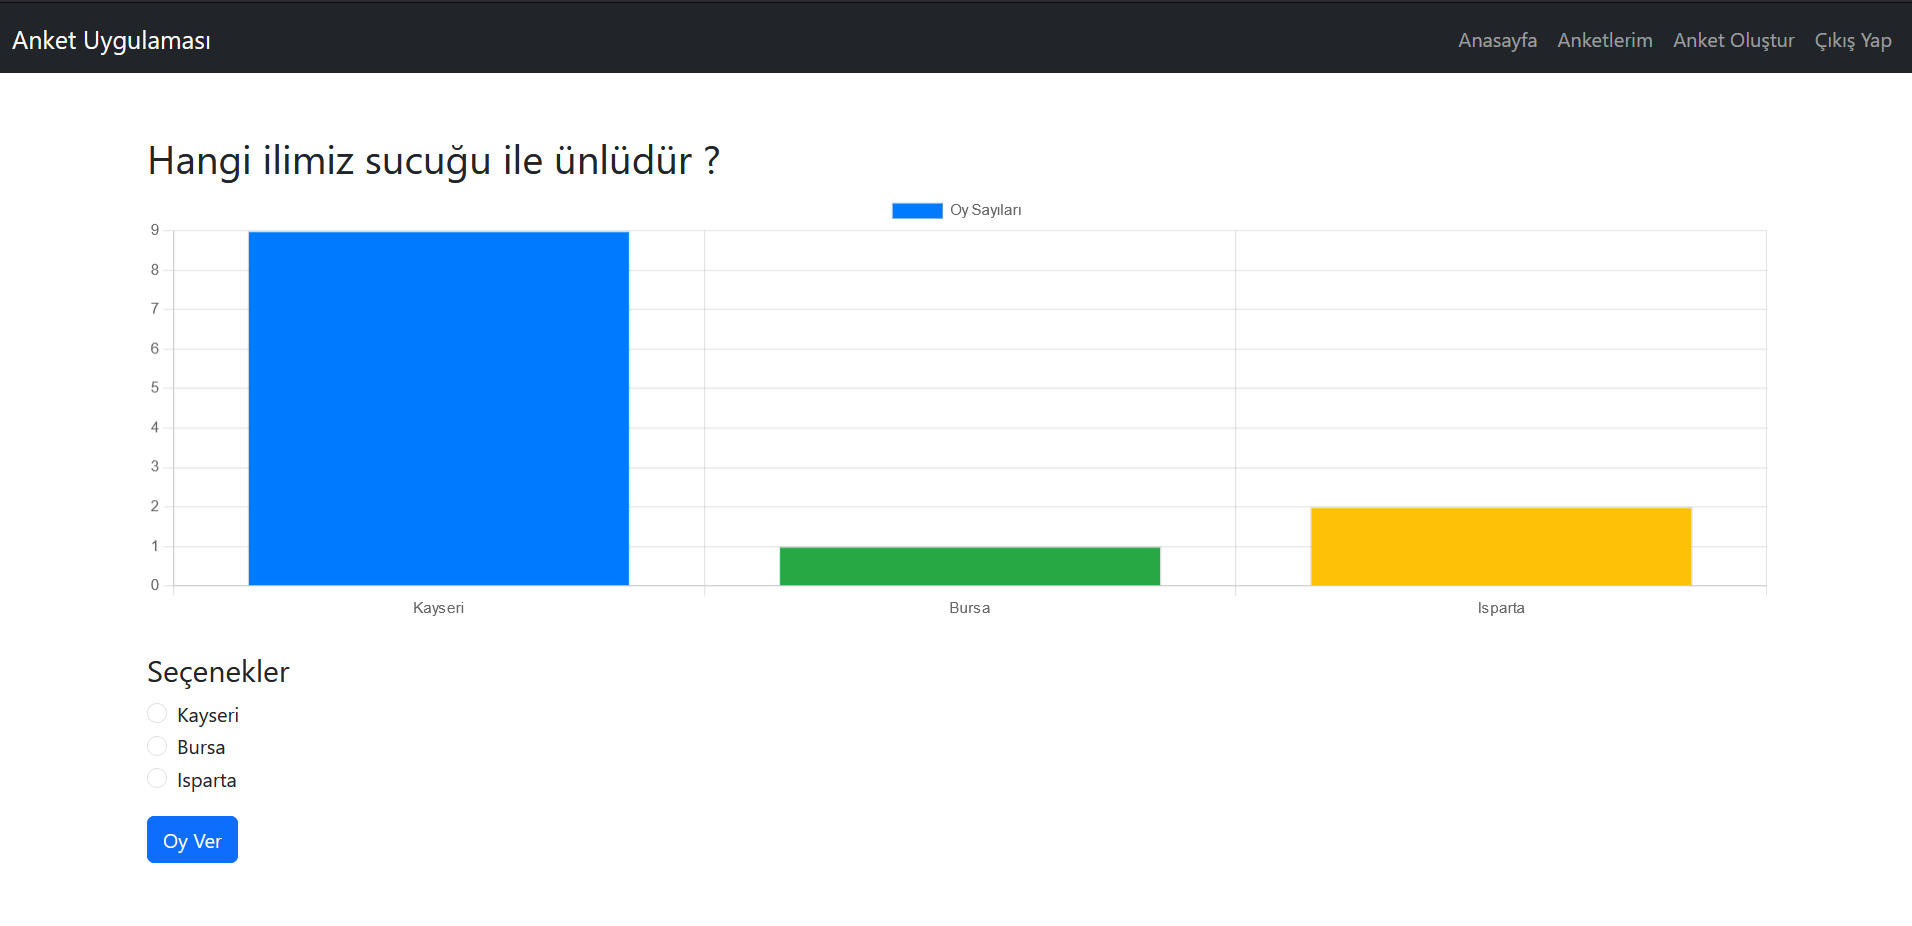 Anket Uygulaması
Anasayfa Anketlerim Anket Oluştur Çıkış Yap
Hangi ilimiz sucuğu ile ünlüdür ?
Oy Sayıları
9
8
7
6
5
4
3
2
1
0
Kayseri Bursa Isparta
Seçenekler
Kayseri
Bursa
Isparta
Oy Ver